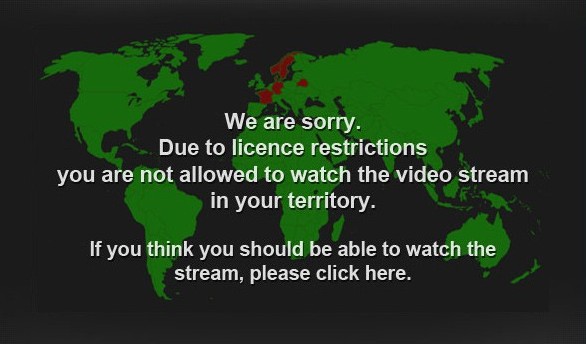 We are sorry.
Due to licence restrictions
you are not allowed to watch the video stream
in your territory.
If you think you should be able to watch the
stream, please click here.